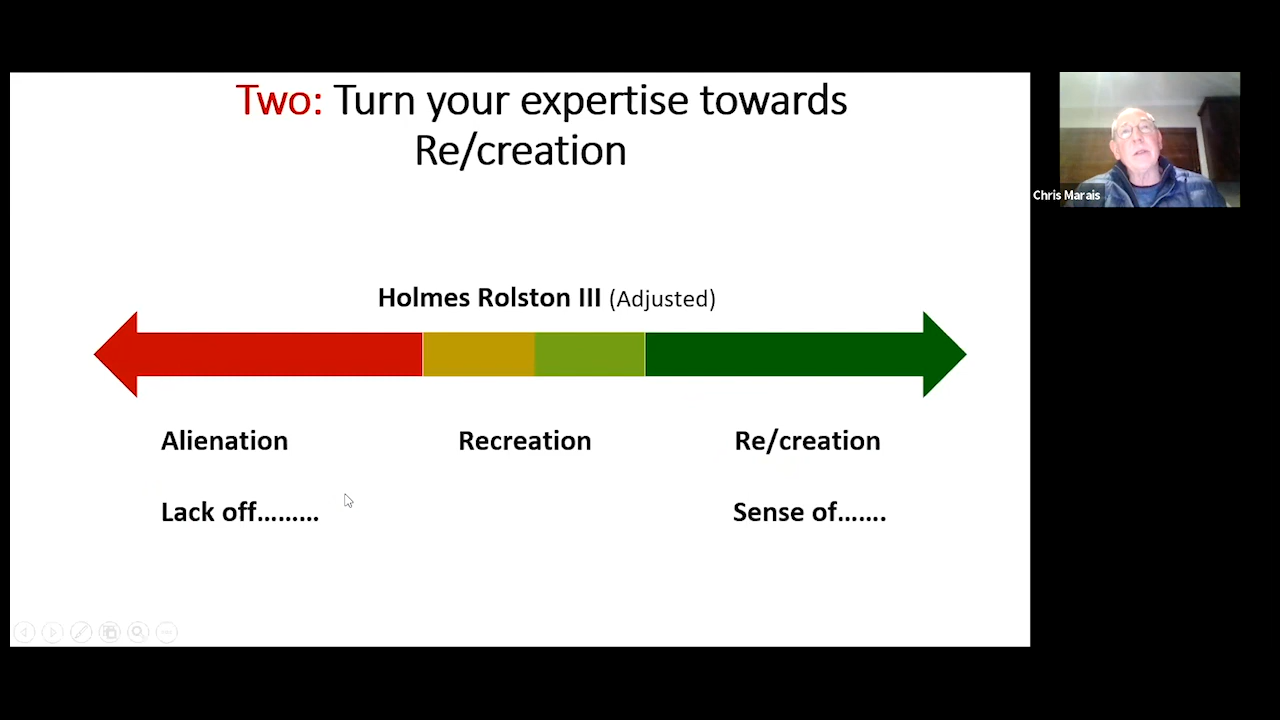 Two: Turn your expertise towards
Re/creation
Chris Marais
Holmes Rolston III (Adjusted)
Alienation Recreation Re/creation
Lack off......... Sense of.......